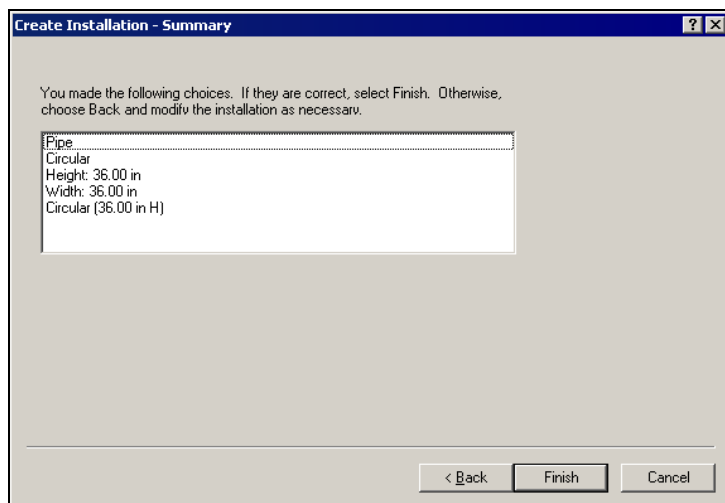 Create Installation - Summary
You made the following choices. If they are correct, select Finish. Otherwise,
choose Back and modify the installation as necessary.
Pipe
Circular
Height: 36.00 in
Width: 36.00 in
Circular (36.00 in H)
< Back
Finish
Cancel